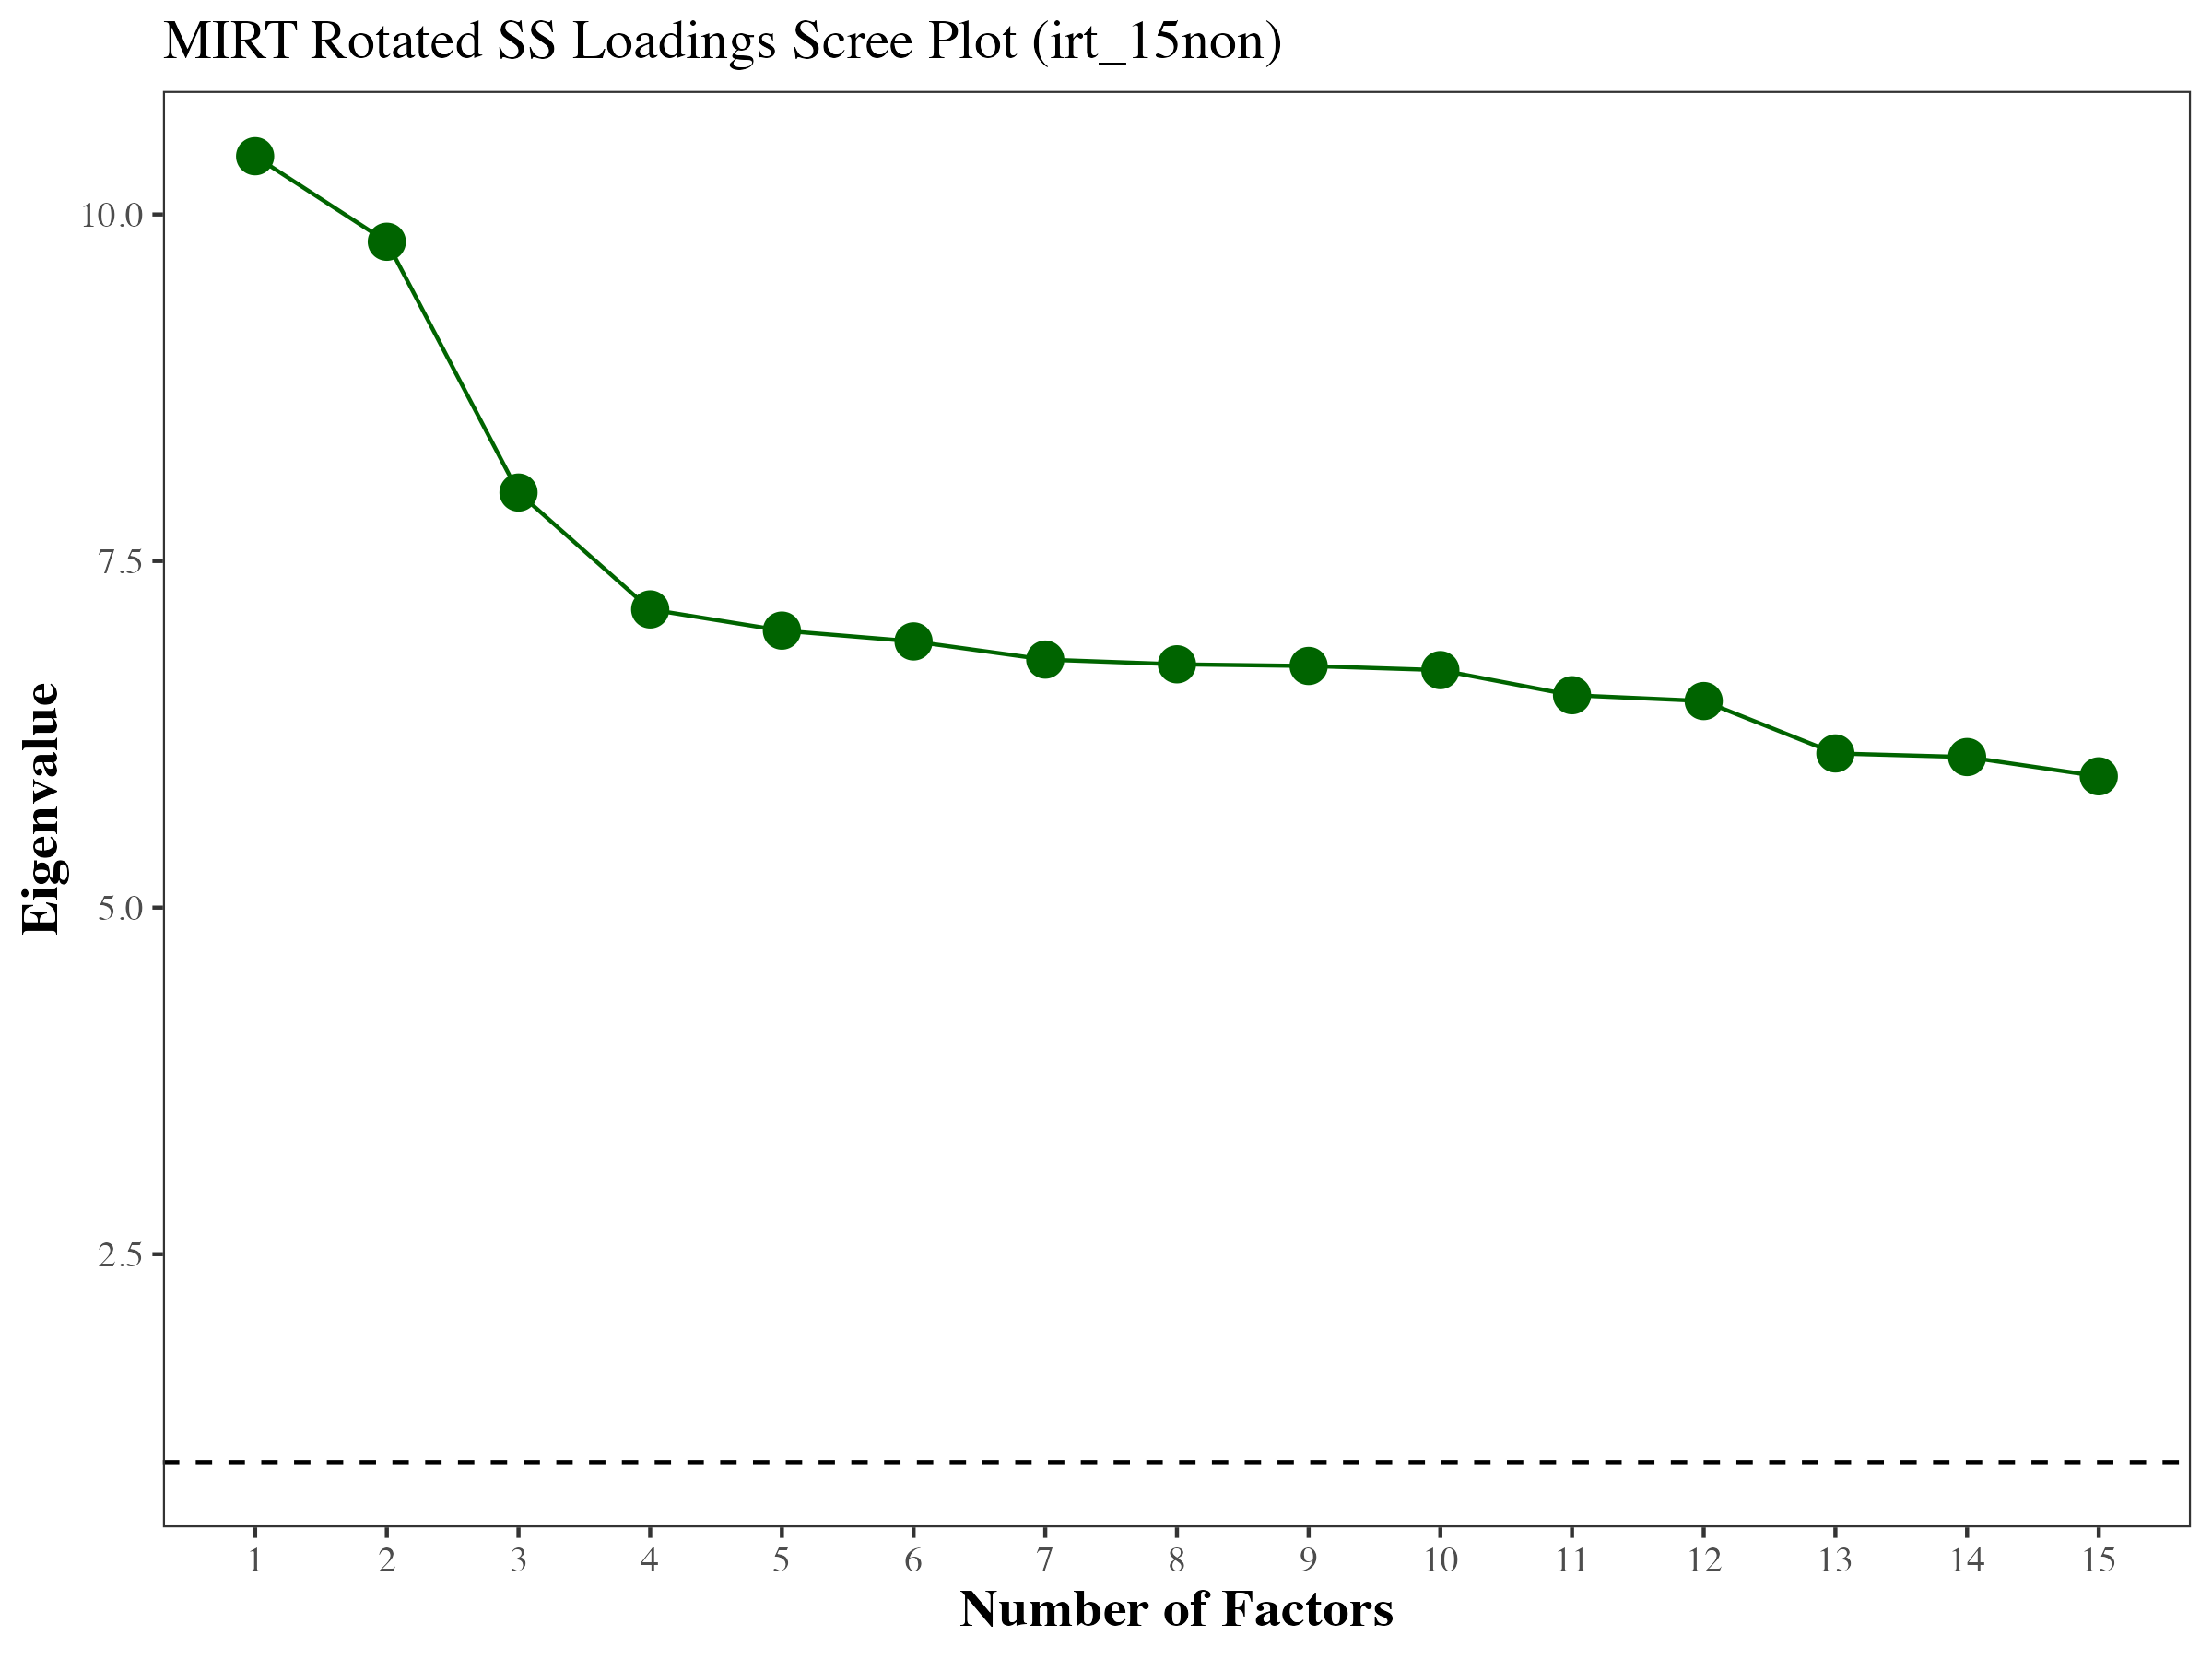 MIRT Rotated SS Loadings Scree Plot (irt_15non)
Eigenvalue
10.0
7.5
5.0
2.5
1 2 3 4 5 6 7 8 9 10 11 12 13 14 15
Number of Factors